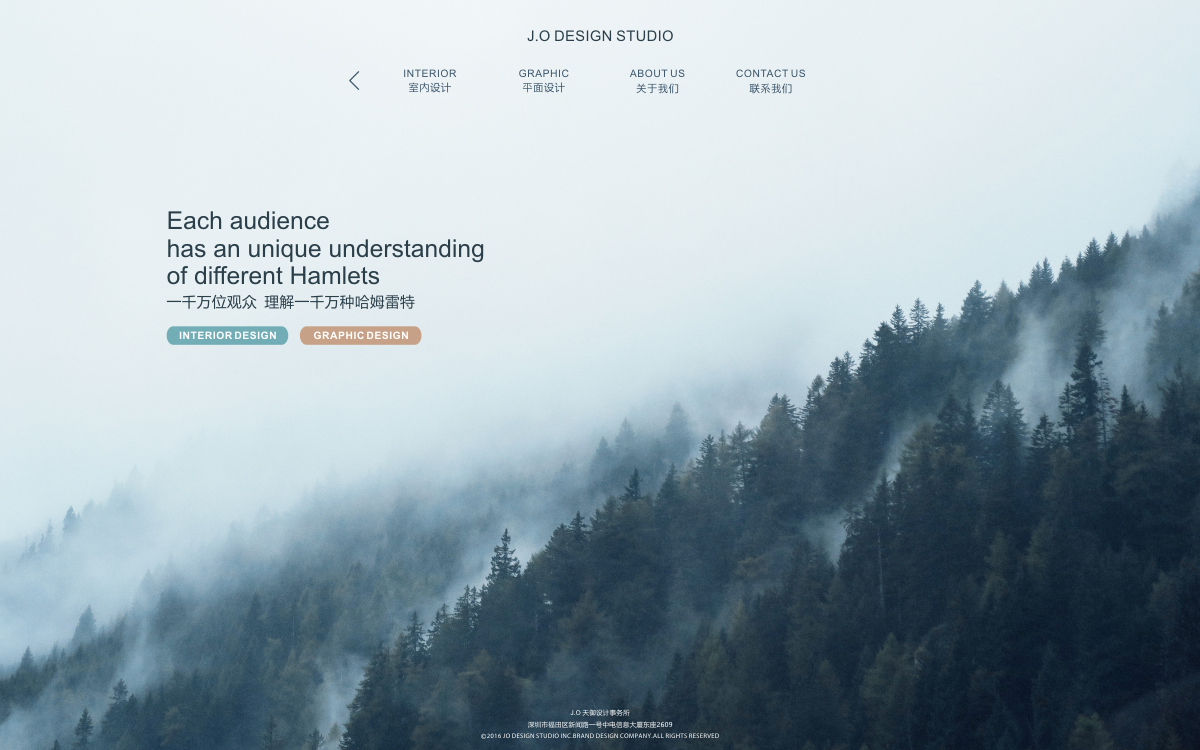 J.O DESIGN STUDIO
INTERIOR
室内设计
GRAPHIC
平面设计
ABOUT US
关于我们
CONTACT US
联系我们
Each audience
has an unique understanding
of different Hamlets
一千万位观众 理解一千万种哈姆雷特
INTERIOR DESIGN
GRAPHIC DESIGN
J.O 天御设计事务所
深圳市福田区新闻路一号中电信息大厦东座2609
©2016 JO DESIGN STUDIO INC.BRAND DESIGN COMPANY.ALL RIGHTS RESERVED